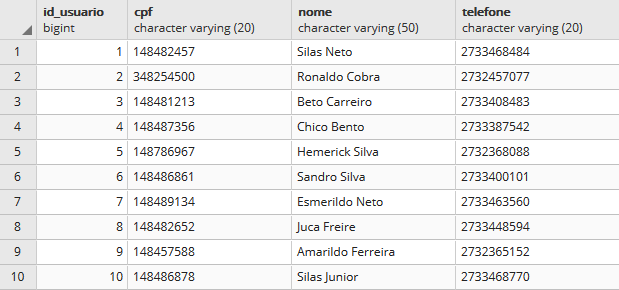 id_usuario cpf nome telefone
bigint character varying (20) character varying (50) character varying (20)
1 1 148482457 Silas Neto 2733468484
2 2 348254500 Ronaldo Cobra 2732457077
3 3 148481213 Beto Carreiro 2733408483
4 4 148487356 Chico Bento 2733387542
5 5 148786967 Hemerick Silva 2732368088
6 6 148486861 Sandro Silva 2733400101
7 7 148489134 Esmerildo Neto 2733463560
8 8 148482652 Juca Freire 2733448594
9 9 148457588 Amarildo Ferreira 2732365152
10 10 148486878 Silas Junior 2733468770